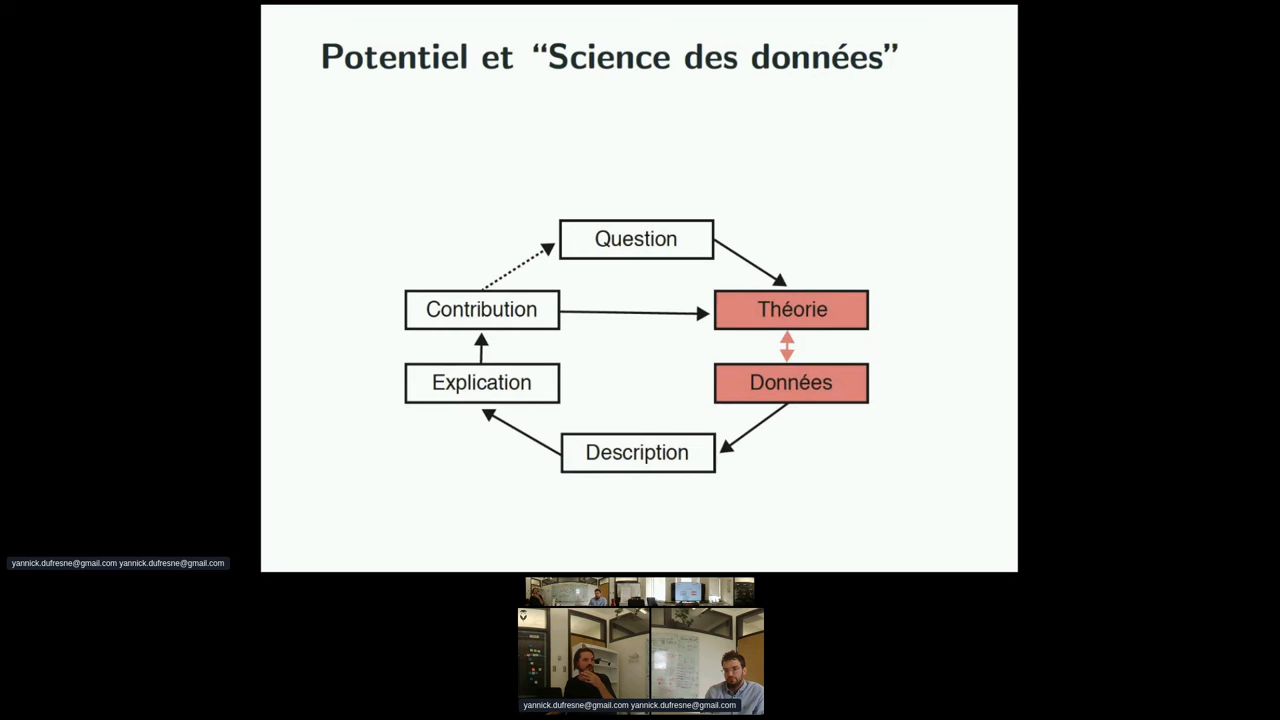 Potentiel et “Science des données”
Question
Contribution
Théorie
Explication
Données
Description
yannick.dufresne@gmail.com yannick.dufresne@gmail.com
yannick.dufresne@gmail.com yannick.dufresne@gmail.com